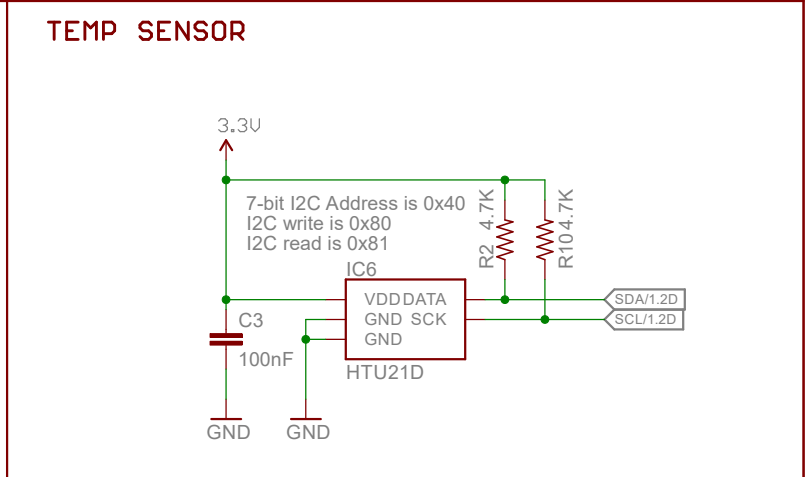 TEMP SENSOR
3.3V
7-bit I2C Address is 0x40
I2C write is 0x80
I2C read is 0x81
R2 4.7K
R10 4.7K
IC6
VDD DATA
GND SCK
GND
HTU21D
SDA/1.2D
SCL/1.2D
C3
100nF
GND
GND